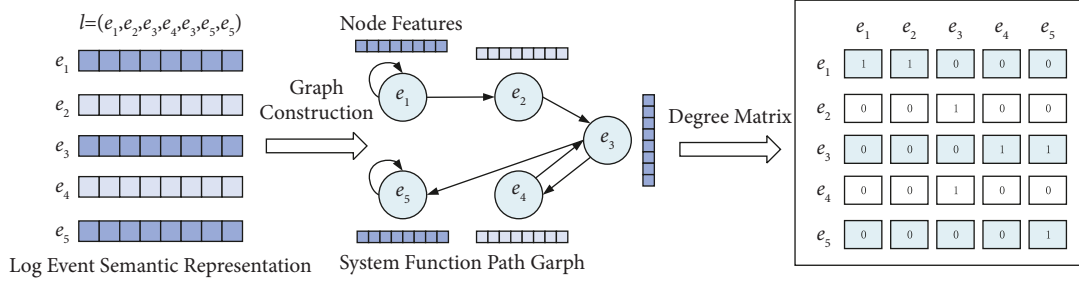 l=(e1,e2,e3,e4,e3,e5,e5)
e1
e2
e3
e4
e5
Log Event Semantic Representation
Graph
Construction
Node Features
e1
e2
e3
e5
e4
System Function Path Garph
Degree Matrix
e1 e2 e3 e4 e5
e1 1 1 0 0 0
e2 0 0 1 0 0
e3 0 0 0 1 1
e4 0 0 1 0 0
e5 0 0 0 0 1